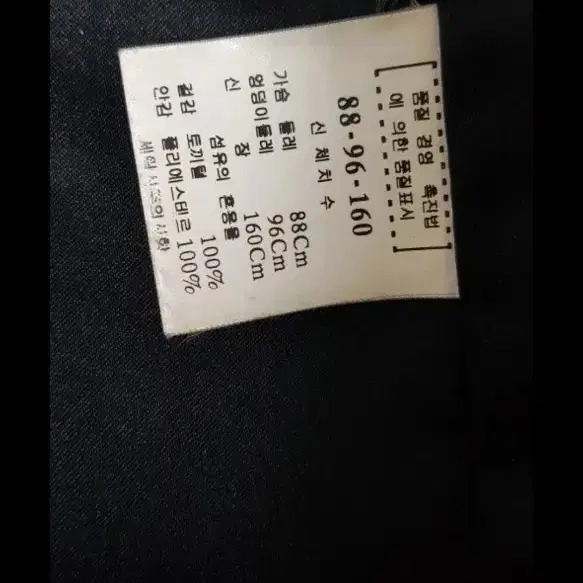 품질 경영 촉진법
에 의한 품질표시
88-96-160
신 체 치 수
가슴 둘레 88Cm
엉덩이둘레 96Cm
신 장 160Cm
섬유의 혼용율
겉감 토끼털 100%
안감 폴리에스테르 100%